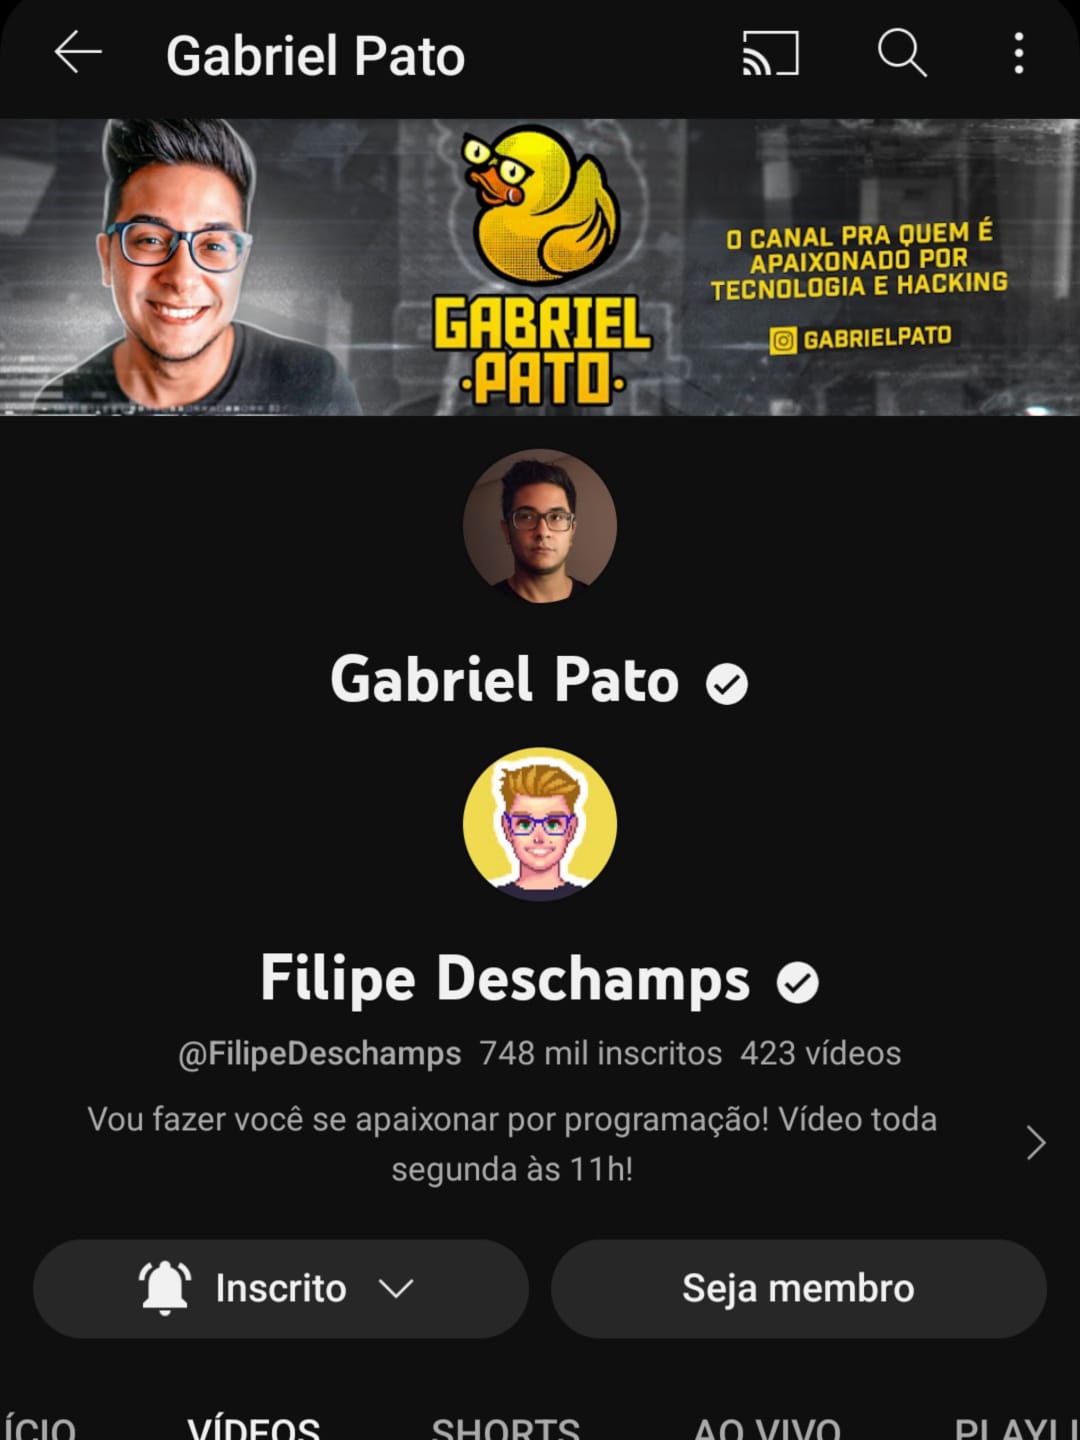 Gabriel Pato
GABRIEL
PATO
O CANAL PRA QUEM É
APAIXONADO POR
TECNOLOGIA E HACKING
GABRIELPATO
Gabriel Pato
Filipe Deschamps
@FilipeDeschamps 748 mil inscritos 423 vídeos
Vou fazer você se apaixonar por programação! Vídeo toda
segunda às 11h!
Inscrito
Seja membro
ÍCIO VÍDEOS SHORTS AO VIVO PLAYLI